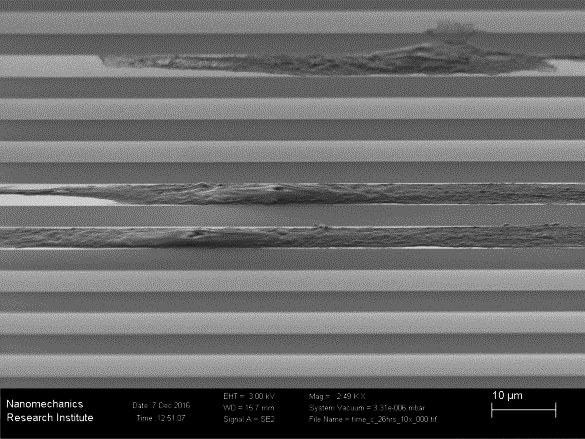 Nanomechanics
Research Institute
Date :7 Dec 2016
Time :12:51:07
EHT = 3.00 kV
WD = 15.7 mm
Signal A = SE2
Mag = 2.49 K X
System Vacuum = 3.31e-006 mbar
File Name = time_c_26hrs_10x_000.tif
10 µm